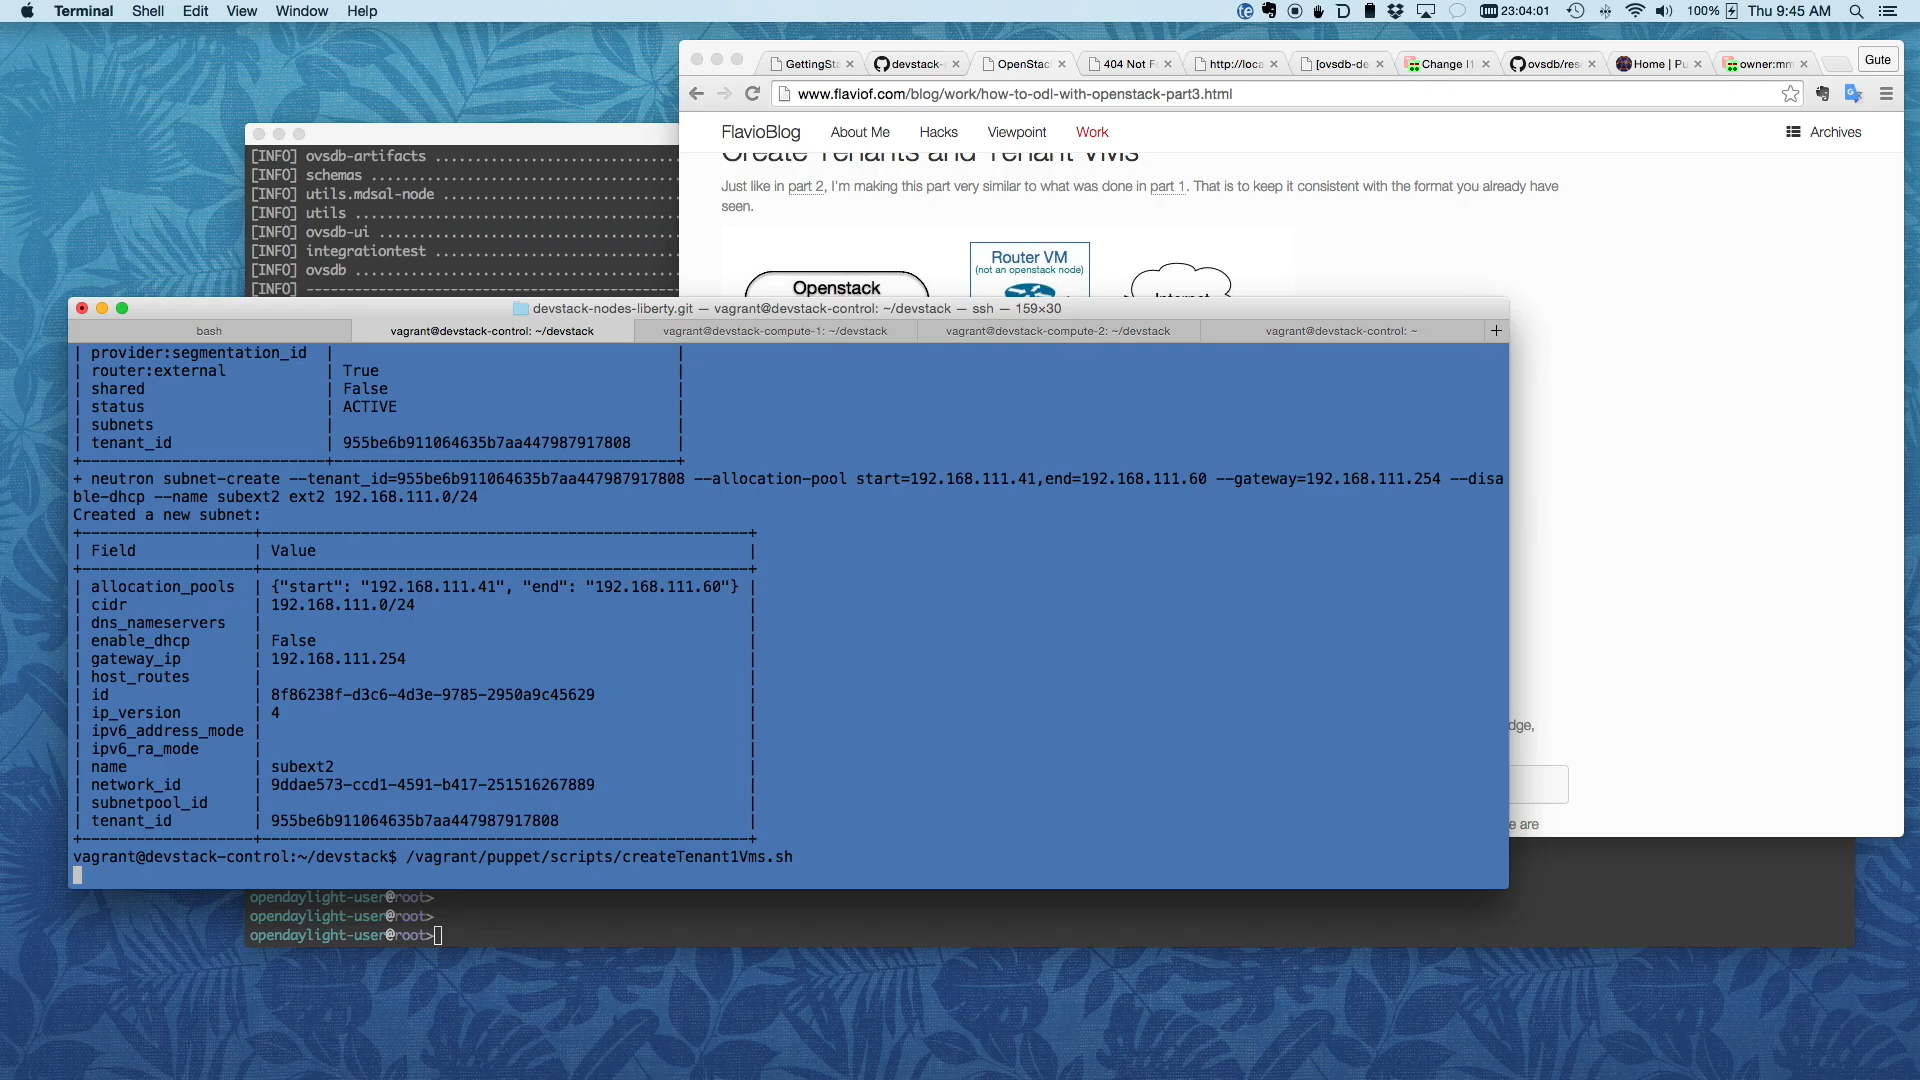 Terminal Shell Edit View Window Help
23:04:01 100% Thu 9:45 AM
GettingSta devstack- OpenStac 404 Not F http://loca [ovsdb-de Change I1 ovsdb/res Home | Pu owner:mm Gute
www.flaviof.com/blog/work/how-to-odl-with-openstack-part3.html
FlavioBlog About Me Hacks Viewpoint Work Archives
Create Tenants and Tenant VMs
Just like in part 2, I'm making this part very similar to what was done in part 1. That is to keep it consistent with the format you already have
seen.
Router VM
(not an openstack node)
Openstack
Internet
[INFO] ovsdb-artifacts ...............................
[INFO] schemas .......................................
[INFO] utils.mdsal-node ..............................
[INFO] utils .........................................
[INFO] ovsdb-ui ......................................
[INFO] integrationtest ...............................
[INFO] ovsdb .........................................
[INFO] -----------------------------------------------
devstack-nodes-liberty.git — vagrant@devstack-control: ~/devstack — ssh — 159×30
bash vagrant@devstack-control: ~/devstack vagrant@devstack-compute-1: ~/devstack vagrant@devstack-compute-2: ~/devstack vagrant@devstack-control: ~ +
| provider:segmentation_id | |
| router:external | True |
| shared | False |
| status | ACTIVE |
| subnets | |
| tenant_id | 955be6b911064635b7aa447987917808 |
+---------------------------+--------------------------------------+
+ neutron subnet-create --tenant_id=955be6b911064635b7aa447987917808 --allocation-pool start=192.168.111.41,end=192.168.111.60 --gateway=192.168.111.254 --disa
ble-dhcp --name subext2 ext2 192.168.111.0/24
Created a new subnet:
+-------------------+------------------------------------------------------+
| Field | Value |
+-------------------+------------------------------------------------------+
| allocation_pools | {"start": "192.168.111.41", "end": "192.168.111.60"} |
| cidr | 192.168.111.0/24 |
| dns_nameservers | |
| enable_dhcp | False |
| gateway_ip | 192.168.111.254 |
| host_routes | |
| id | 8f86238f-d3c6-4d3e-9785-2950a9c45629 |
| ip_version | 4 |
| ipv6_address_mode | |
| ipv6_ra_mode | |
| name | subext2 |
| network_id | 9ddae573-ccd1-4591-b417-251516267889 |
| subnetpool_id | |
| tenant_id | 955be6b911064635b7aa447987917808 |
+-------------------+------------------------------------------------------+
vagrant@devstack-control:~/devstack$ /vagrant/puppet/scripts/createTenant1Vms.sh
dge,
e are
opendaylight-user@root>
opendaylight-user@root>
opendaylight-user@root>